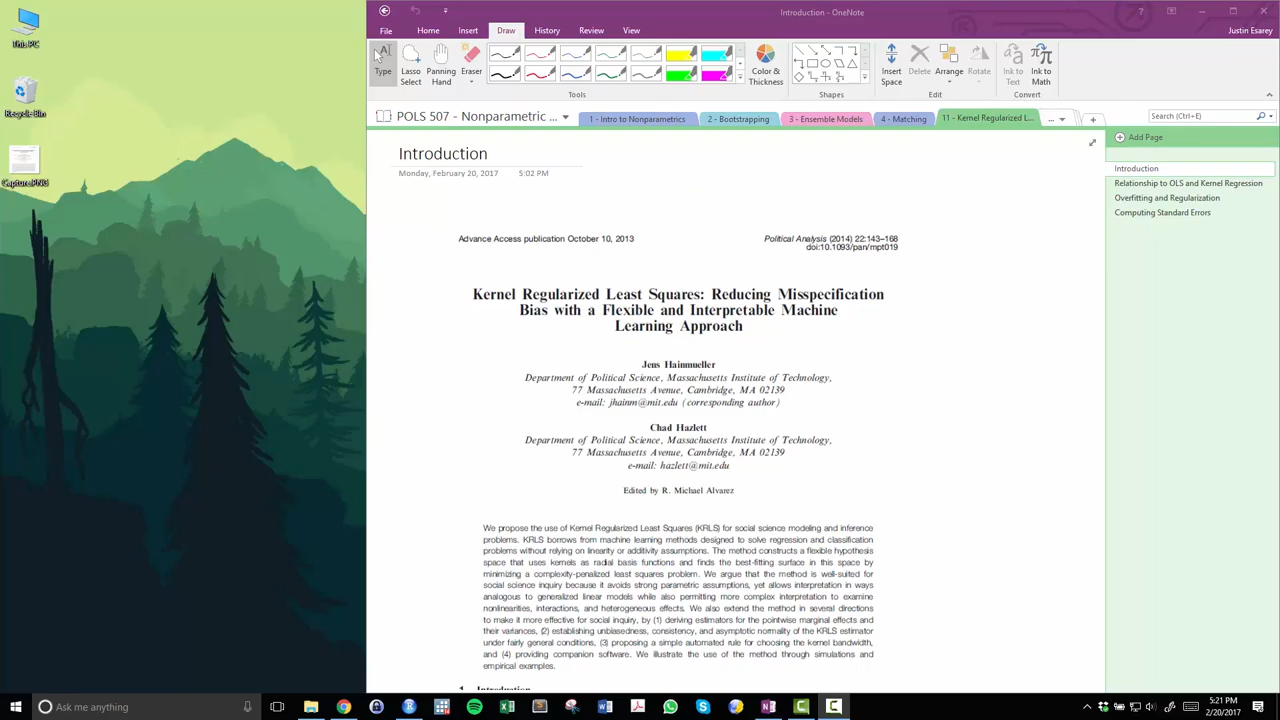 This PC
Recycle Bin
Capture.PNG
Introduction - OneNote
Justin Esarey
File
Home
Insert
Draw
History
Review
View
Type
Lasso Select
Panning Hand
Eraser
Color & Thickness
Insert Space
Delete
Arrange
Rotate
Ink to Text
Ink to Math
Tools
Shapes
Edit
Convert
POLS 507 - Nonparametric ...
1 - Intro to Nonparametrics
2 - Bootstrapping
3 - Ensemble Models
4 - Matching
11 - Kernel Regularized L...
...
Search (Ctrl+E)
Add Page
Introduction
Relationship to OLS and Kernel Regression
Overfitting and Regularization
Computing Standard Errors
Introduction
Monday, February 20, 2017 5:02 PM
Advance Access publication October 10, 2013
Political Analysis (2014) 22:143–168
doi:10.1093/pan/mpt019
Kernel Regularized Least Squares: Reducing Misspecification
Bias with a Flexible and Interpretable Machine
Learning Approach
Jens Hainmueller
Department of Political Science, Massachusetts Institute of Technology,
77 Massachusetts Avenue, Cambridge, MA 02139
e-mail: jhainm@mit.edu (corresponding author)
Chad Hazlett
Department of Political Science, Massachusetts Institute of Technology,
77 Massachusetts Avenue, Cambridge, MA 02139
e-mail: hazlett@mit.edu
Edited by R. Michael Alvarez
We propose the use of Kernel Regularized Least Squares (KRLS) for social science modeling and inference
problems. KRLS borrows from machine learning methods designed to solve regression and classification
problems without relying on linearity or additivity assumptions. The method constructs a flexible hypothesis
space that uses kernels as radial basis functions and finds the best-fitting surface in this space by
minimizing a complexity-penalized least squares problem. We argue that the method is well-suited for
social science inquiry because it avoids strong parametric assumptions, yet allows interpretation in ways
analogous to generalized linear models while also permitting more complex interpretation to examine
nonlinearities, interactions, and heterogeneous effects. We also extend the method in several directions
to make it more effective for social inquiry, by (1) deriving estimators for the pointwise marginal effects and
their variances, (2) establishing unbiasedness, consistency, and asymptotic normality of the KRLS estimator
under fairly general conditions, (3) proposing a simple automated rule for choosing the kernel bandwidth,
and (4) providing companion software. We illustrate the use of the method through simulations and
empirical examples.
1 Introduction
Ask me anything
5:21 PM
2/20/2017